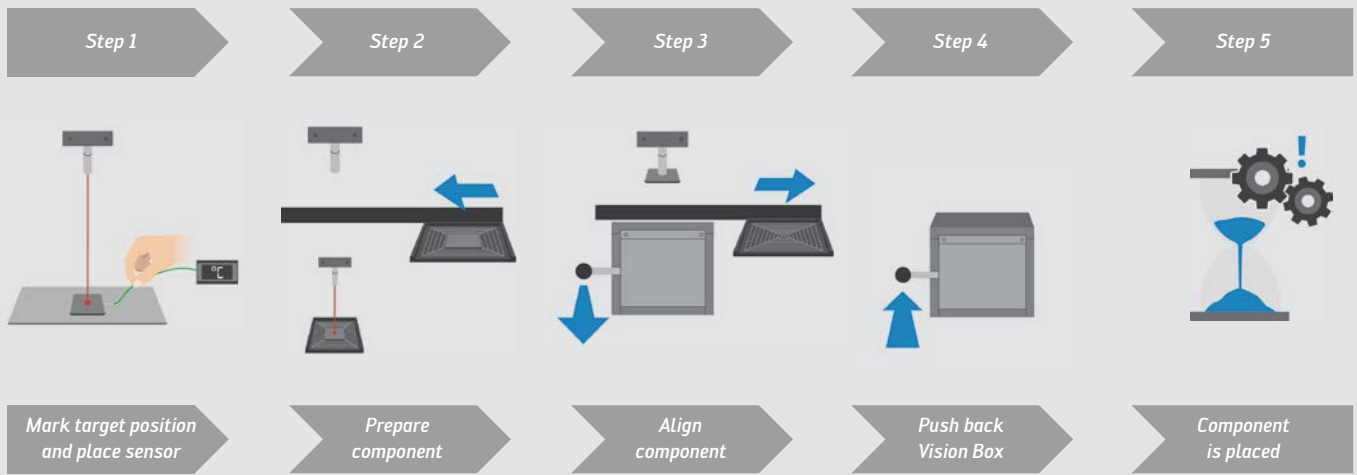 Step 1
Step 2
Step 3
Step 4
Step 5
°C
!
Mark target position
and place sensor
Prepare
component
Align
component
Push back
Vision Box
Component
is placed